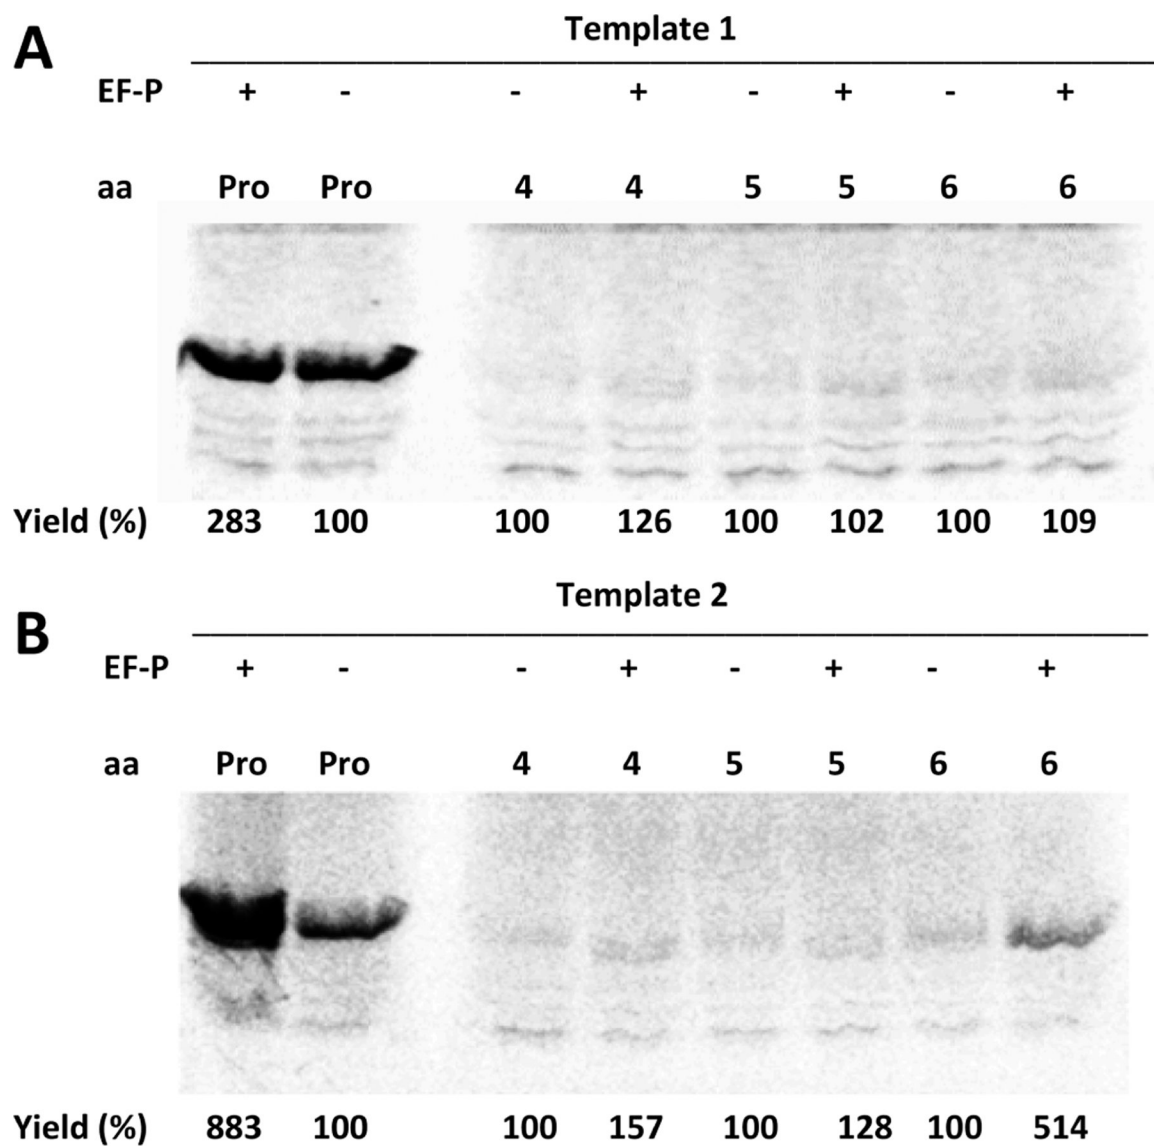 A
Template 1
EF-P + - - + - + - +
aa Pro Pro 4 4 5 5 6 6
Yield (%) 283 100 100 126 100 102 100 109
B
Template 2
EF-P + - - + - + - +
aa Pro Pro 4 4 5 5 6 6
Yield (%) 883 100 100 157 100 128 100 514